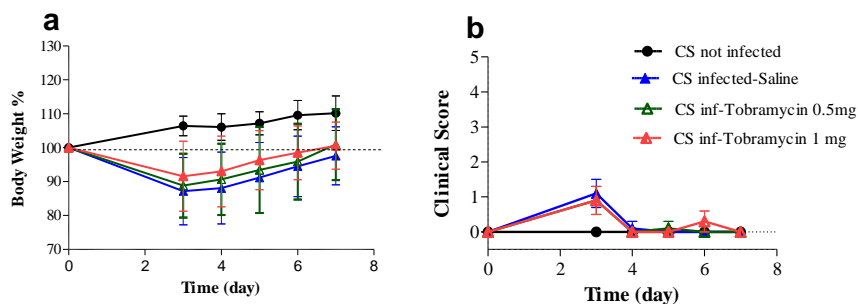 a
130
120
110
100
90
80
70
Body Weight %
0
2
4
6
8
Time (day)
b
5
4
3
2
1
0
Clinical Score
0
2
4
6
8
Time (day)
CS not infected
CS infected-Saline
CS inf-Tobramycin 0.5mg
CS inf-Tobramycin 1 mg